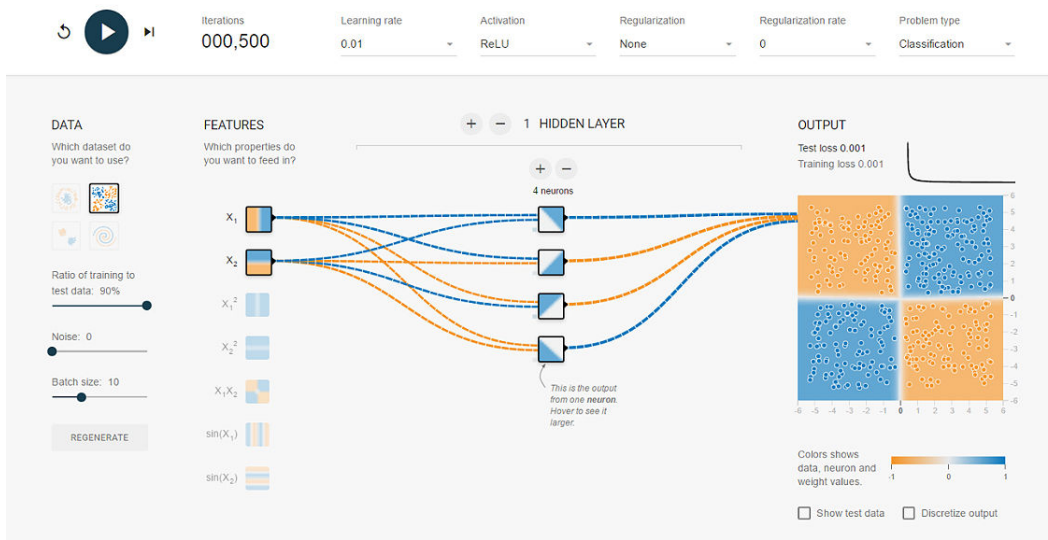 Iterations
000,500
Learning rate
0.01
Activation
ReLU
Regularization
None
Regularization rate
0
Problem type
Classification
DATA
Which dataset do
you want to use?
Ratio of training to
test data: 90%
Noise: 0
Batch size: 10
REGENERATE
FEATURES
Which properties do
you want to feed in?
X₁
X₂
X₁²
X₂²
X₁X₂
sin(X₁)
sin(X₂)
+ − 1 HIDDEN LAYER
+ −
4 neurons
This is the output
from one neuron.
Hover to see it
larger.
OUTPUT
Test loss 0.001
Training loss 0.001
6
5
4
3
2
1
0
-1
-2
-3
-4
-5
-6
-6 -5 -4 -3 -2 -1 0 1 2 3 4 5 6
Colors shows
data, neuron and
weight values.
-1 0 1
Show test data
Discretize output